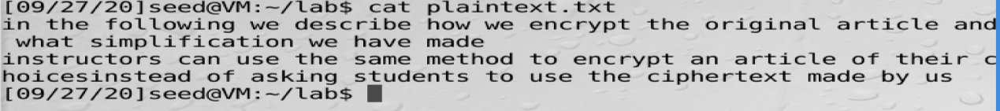 [09/27/20]seed@VM:~/lab$ cat plaintext.txt
in the following we describe how we encrypt the original article and
 what simplification we have made
instructors can use the same method to encrypt an article of their c
hoicesinstead of asking students to use the ciphertext made by us
[09/27/20]seed@VM:~/lab$